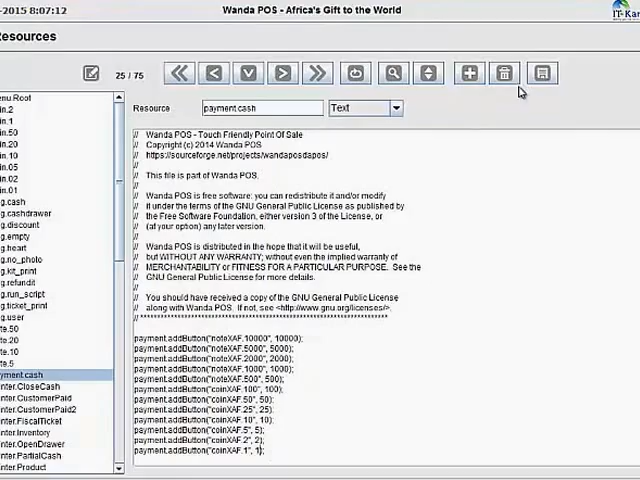 -2015 8:07:12
Wanda POS - Africa's Gift to the World
IT-Kar
Resources
25 / 75
Resource
payment.cash
Text
enu.Root
in.2
in.1
in.50
in.20
in.10
in.05
in.02
in.01
g.cash
g.cashdrawer
g.discount
g.empty
g.heart
g.no_photo
g.kit_print
g.refundit
g.run_script
g.ticket_print
g.user
te.50
te.20
te.10
te.5
yment.cash
nter.CloseCash
nter.CustomerPaid
nter.CustomerPaid2
nter.FiscalTicket
nter.Inventory
nter.OpenDrawer
nter.PartialCash
nter.Product
// Wanda POS - Touch Friendly Point Of Sale
// Copyright (c) 2014 Wanda POS
// https://sourceforge.net/projects/wandaposdapos/
//
// This file is part of Wanda POS.
//
// Wanda POS is free software: you can redistribute it and/or modify
// it under the terms of the GNU General Public License as published by
// the Free Software Foundation, either version 3 of the License, or
// (at your option) any later version.
//
// Wanda POS is distributed in the hope that it will be useful,
// but WITHOUT ANY WARRANTY; without even the implied warranty of
// MERCHANTABILITY or FITNESS FOR A PARTICULAR PURPOSE. See the
// GNU General Public License for more details.
//
// You should have received a copy of the GNU General Public License
// along with Wanda POS. If not, see <http://www.gnu.org/licenses/>.
payment.addButton("noteXAF.10000", 10000);
payment.addButton("noteXAF.5000", 5000);
payment.addButton("noteXAF.2000", 2000);
payment.addButton("noteXAF.1000", 1000);
payment.addButton("noteXAF.500", 500);
payment.addButton("coinXAF.100", 100);
payment.addButton("coinXAF.50", 50);
payment.addButton("coinXAF.25", 25);
payment.addButton("coinXAF.10", 10);
payment.addButton("coinXAF.5", 5);
payment.addButton("coinXAF.2", 2);
payment.addButton("coinXAF.1", 1);